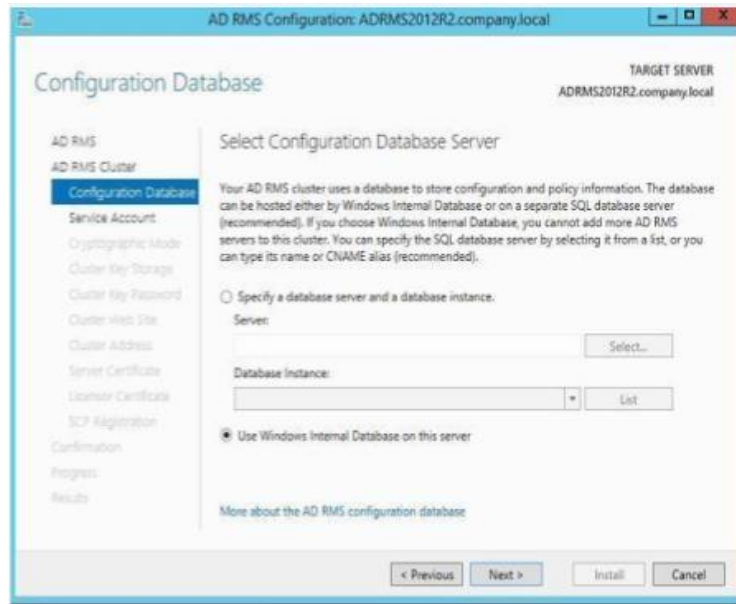 AD RMS Configuration: ADRMS2012R2.company.local
Configuration Database
TARGET SERVER
ADRMS2012R2.company.local
AD RMS
AD RMS Cluster
Configuration Database
Service Account
Cryptographic Mode
Cluster Key Storage
Cluster Key Password
Cluster Web Site
Cluster Address
Server Certificate
Licensor Certificate
SCP Registration
Confirmation
Progress
Results
Select Configuration Database Server
Your AD RMS cluster uses a database to store configuration and policy information. The database
can be hosted either by Windows Internal Database or on a separate SQL database server
(recommended). If you choose Windows Internal Database, you cannot add more AD RMS
servers to this cluster. You can specify the SQL database server by selecting it from a list, or you
can type its name or CNAME alias (recommended).
Specify a database server and a database instance.
Server:
Select...
Database Instance:
List
Use Windows Internal Database on this server
More about the AD RMS configuration database
< Previous
Next >
Install
Cancel